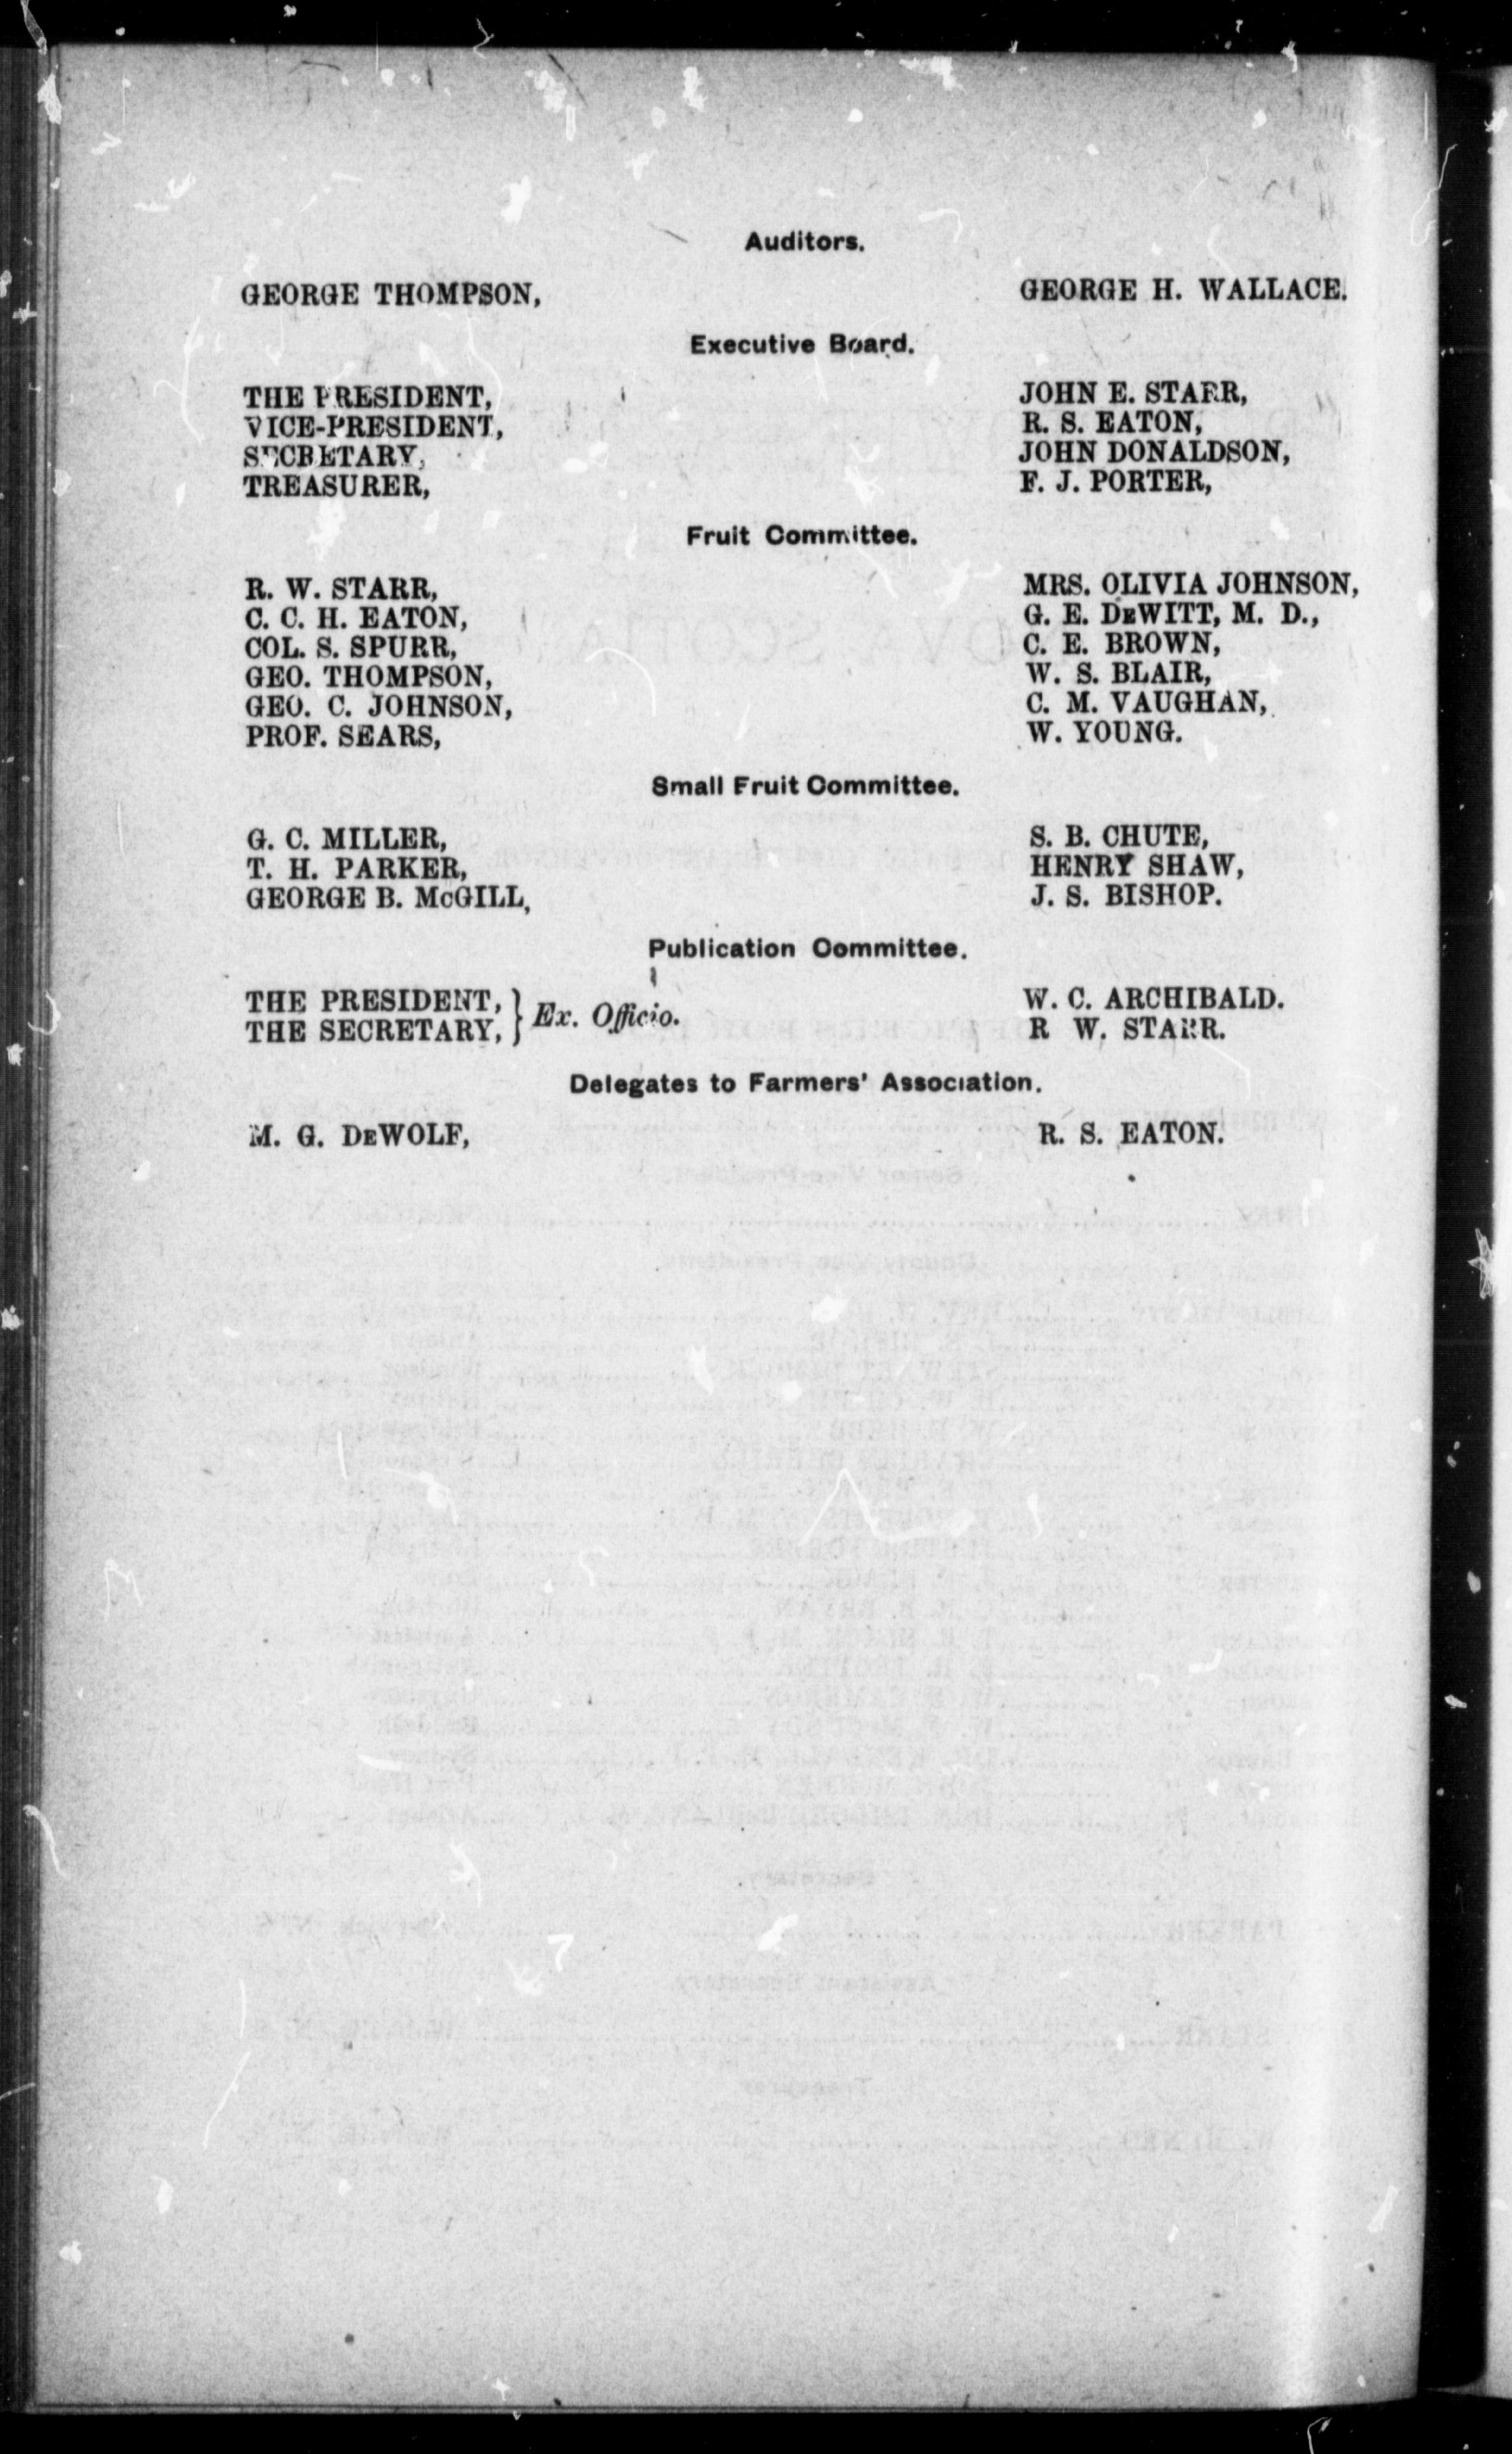 Auditors.
GEORGE THOMPSON, GEORGE H. WALLACE.
Executive Board.
THE PRESIDENT, JOHN E. STARR,
VICE-PRESIDENT, R. S. EATON,
SECRETARY, JOHN DONALDSON,
TREASURER, F. J. PORTER,
Fruit Committee.
R. W. STARR, MRS. OLIVIA JOHNSON,
C. C. H. EATON, G. E. DEWITT, M. D.,
COL. S. SPURR, C. E. BROWN,
GEO. THOMPSON, W. S. BLAIR,
GEO. C. JOHNSON, C. M. VAUGHAN,
PROF. SEARS, W. YOUNG.
Small Fruit Committee.
G. C. MILLER, S. B. CHUTE,
T. H. PARKER, HENRY SHAW,
GEORGE B. McGILL, J. S. BISHOP.
Publication Committee.
THE PRESIDENT, } Ex. Officio. W. C. ARCHIBALD.
THE SECRETARY, } R W. STARR.
Delegates to Farmers' Association.
M. G. DEWOLF, R. S. EATON.